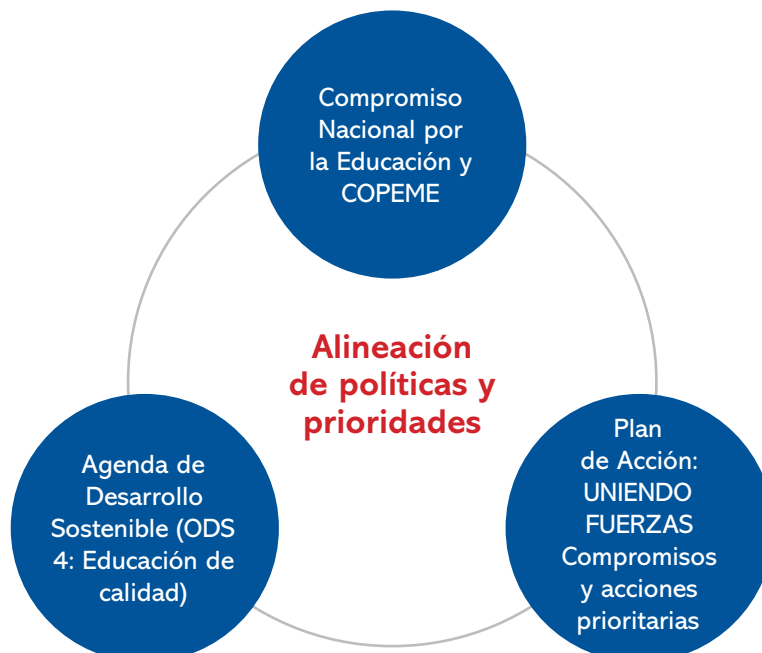 Compromiso
Nacional por
la Educación y
COPEME
Alineación
de políticas y
prioridades
Agenda de
Desarrollo
Sostenible (ODS
4: Educación de
calidad)
Plan
de Acción:
UNIENDO
FUERZAS
Compromisos
y acciones
prioritarias